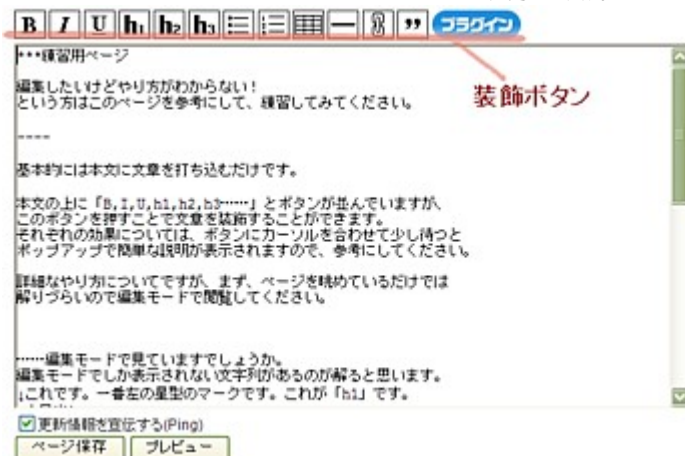 B I U h1 h2 h3 ” プラグイン
***練習用ページ
編集したいけどやり方がわからない！
という方はこのページを参考にして、練習してみてください。
装飾ボタン
----
基本的には本文に文章を打ち込むだけです。
本文の上に「B,I,U,h1,h2,h3……」とボタンが並んでいますが、
このボタンを押すことで文章を装飾することができます。
それぞれの効果については、ボタンにカーソルを合わせて少し待つと
ポップアップで簡単な説明が表示されますので、参考にしてください。
詳細なやり方についてですが、まず、ページを眺めているだけでは
解りづらいので編集モードで閲覧してください。
……編集モードで見ていますでしょうか。
編集モードでしか表示されない文字列があるのが解ると思います。
↓これです。一番左の星型のマークです。これが「h1」です。
更新情報を宣伝する(Ping)
ページ保存 プレビュー